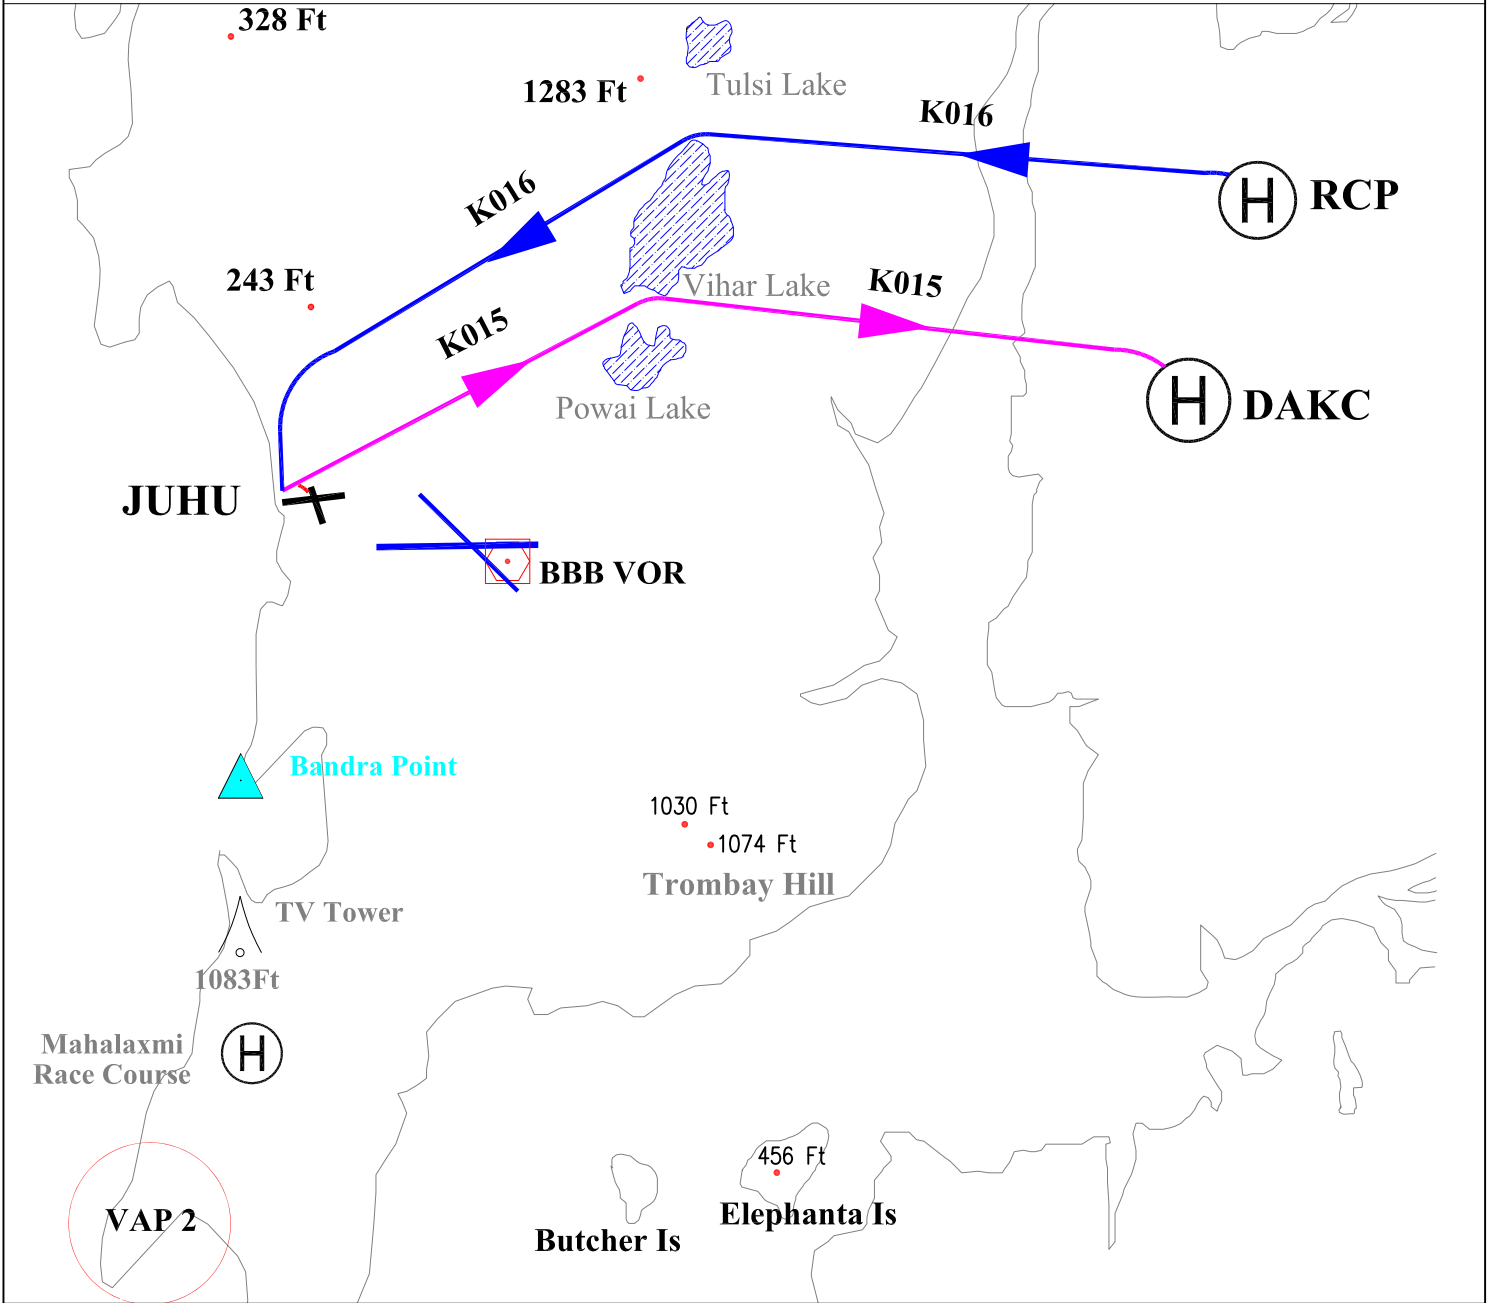 328 Ft
1283 Ft
Tulsi Lake
K016
RCP
K016
243 Ft
Vihar Lake
K015
K015
Powai Lake
DAKC
JUHU
BBB VOR
Bandra Point
1030 Ft
1074 Ft
Trombay Hill
TV Tower
1083Ft
Mahalaxmi
Race Course
H
H
H
456 Ft
VAP 2
Elephanta Is
Butcher Is